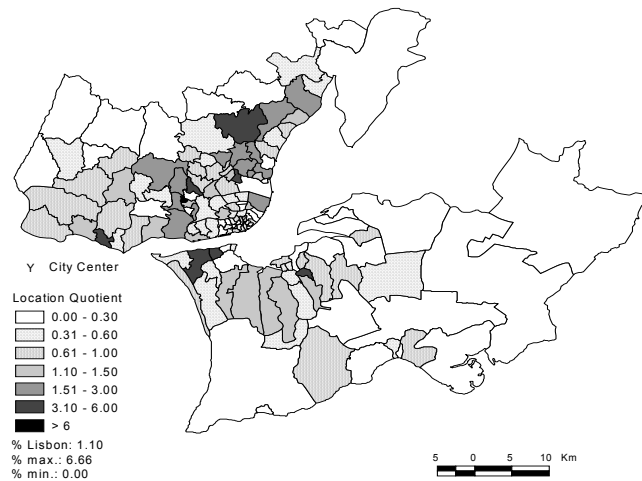 Y City Center
Location Quotient
0.00 - 0.30
0.31 - 0.60
0.61 - 1.00
1.10 - 1.50
1.51 - 3.00
3.10 - 6.00
> 6
% Lisbon: 1.10
% max.: 6.66
% min.: 0.00
5 0 5 10 Km